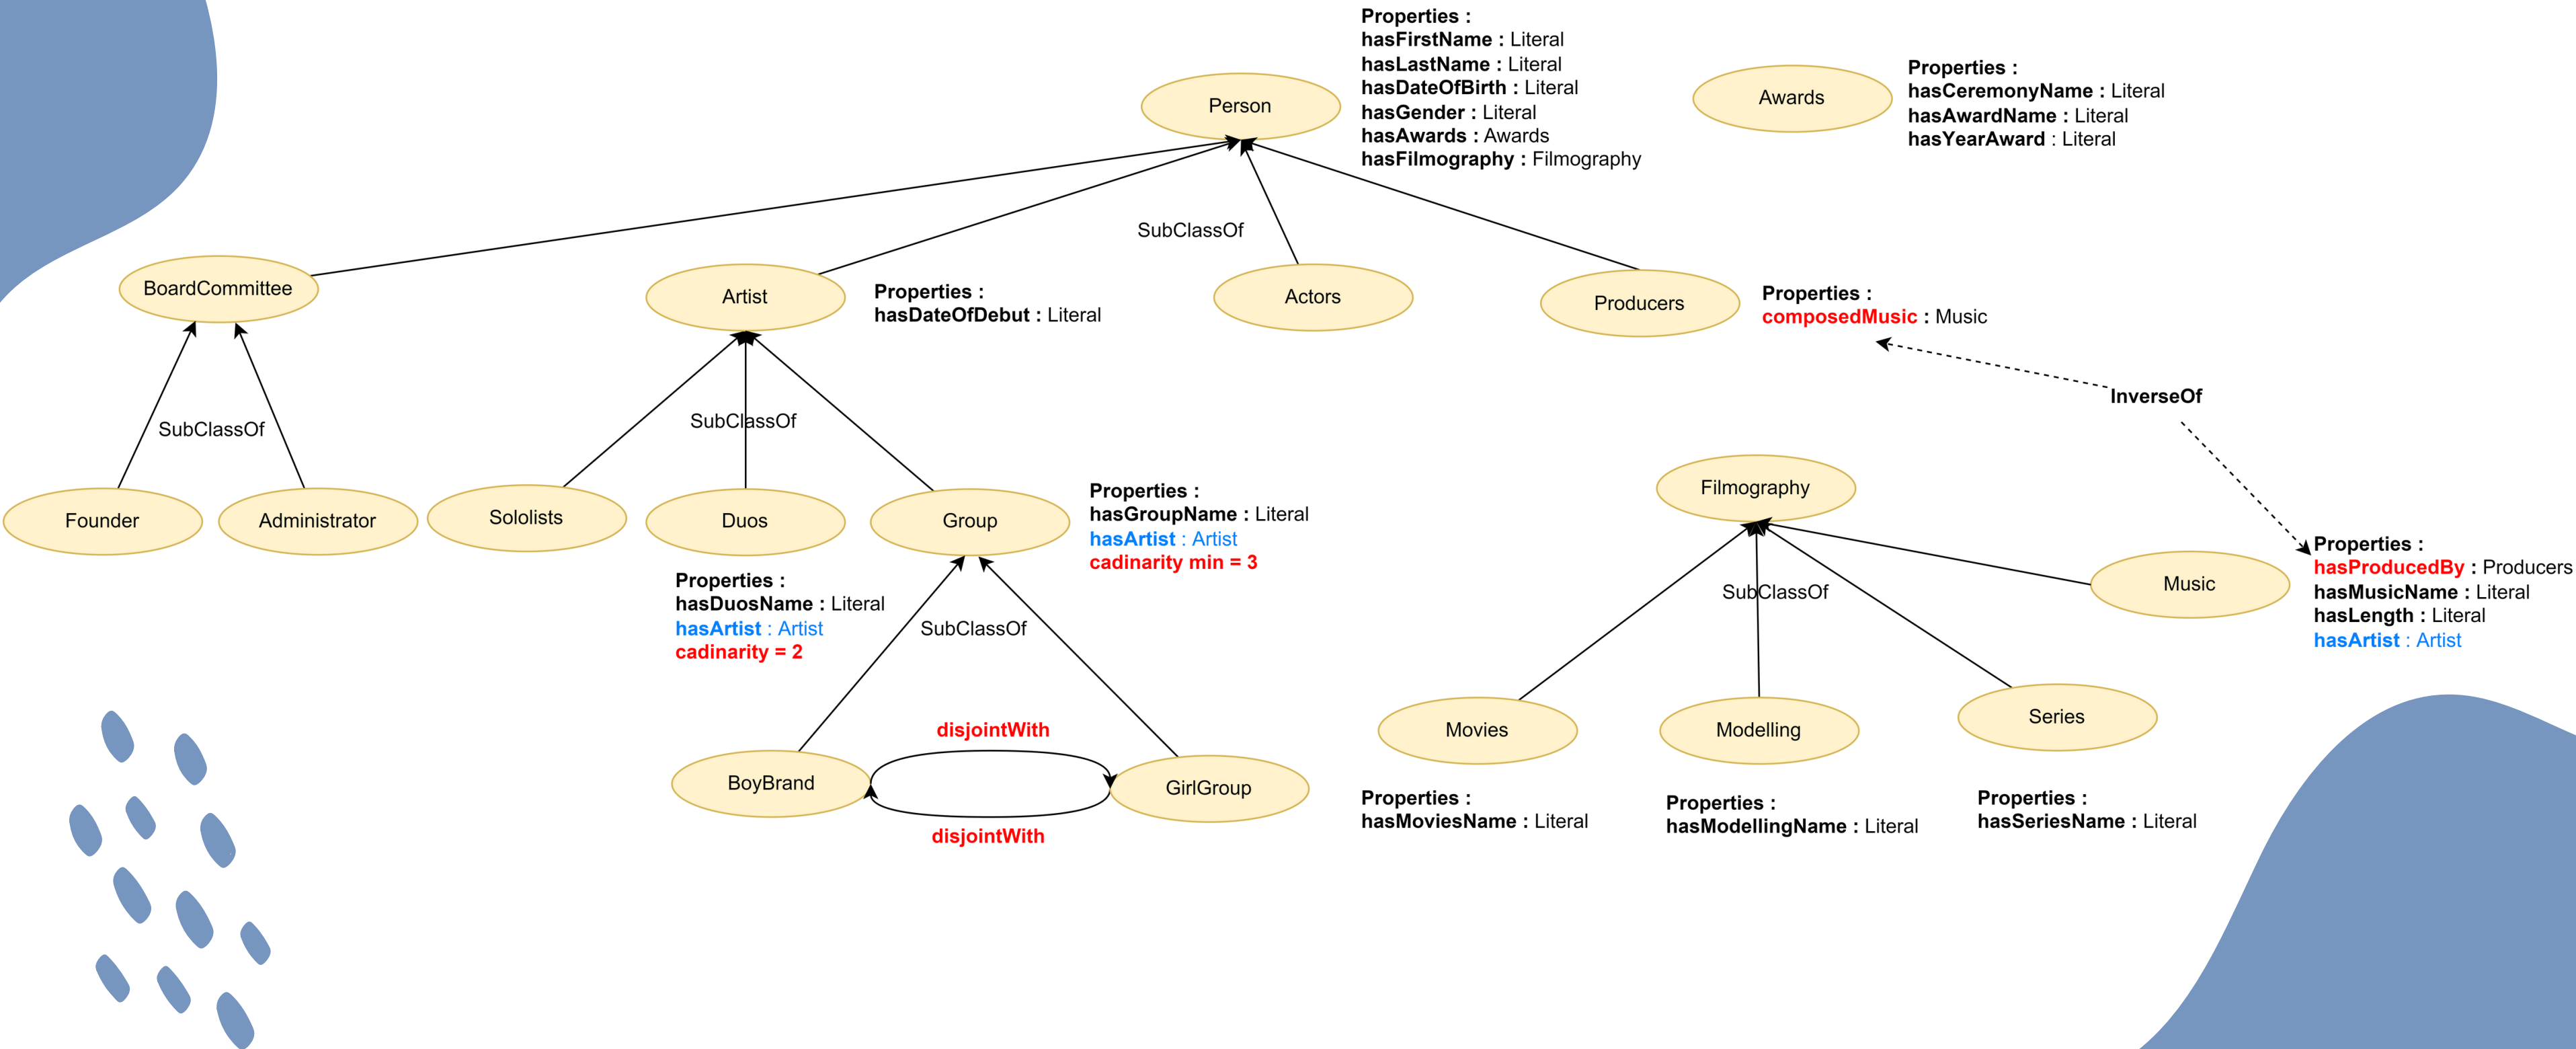 Properties :
hasFirstName : Literal
hasLastName : Literal
hasDateOfBirth : Literal
hasGender : Literal
hasAwards : Awards
hasFilmography : Filmography
Person
Awards
Properties :
hasCeremonyName : Literal
hasAwardName : Literal
hasYearAward : Literal
SubClassOf
BoardCommittee
Artist
Properties :
hasDateOfDebut : Literal
Actors
Producers
Properties :
composedMusic : Music
InverseOf
SubClassOf
SubClassOf
Founder
Administrator
Sololists
Duos
Group
Properties :
hasGroupName : Literal
hasArtist : Artist
cadinarity min = 3
Filmography
Properties :
hasDuosName : Literal
hasArtist : Artist
cadinarity = 2
SubClassOf
SubClassOf
Music
Properties :
hasProducedBy : Producers
hasMusicName : Literal
hasLength : Literal
hasArtist : Artist
disjointWith
BoyBrand
GirlGroup
disjointWith
Movies
Modelling
Series
Properties :
hasMoviesName : Literal
Properties :
hasModellingName : Literal
Properties :
hasSeriesName : Literal